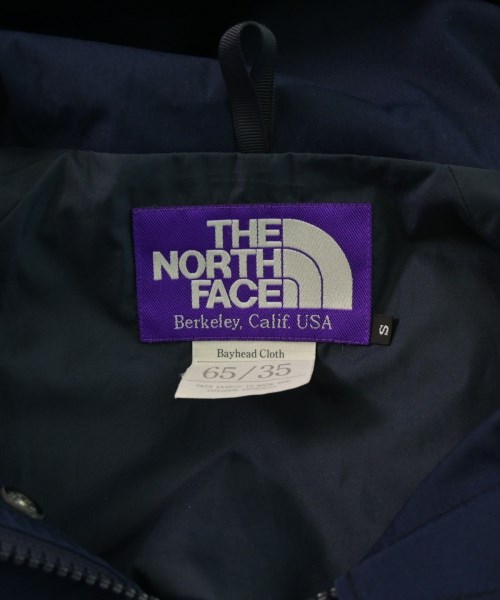 THE
NORTH
FACE
Berkeley, Calif. USA
S
Bayhead Cloth
65/35